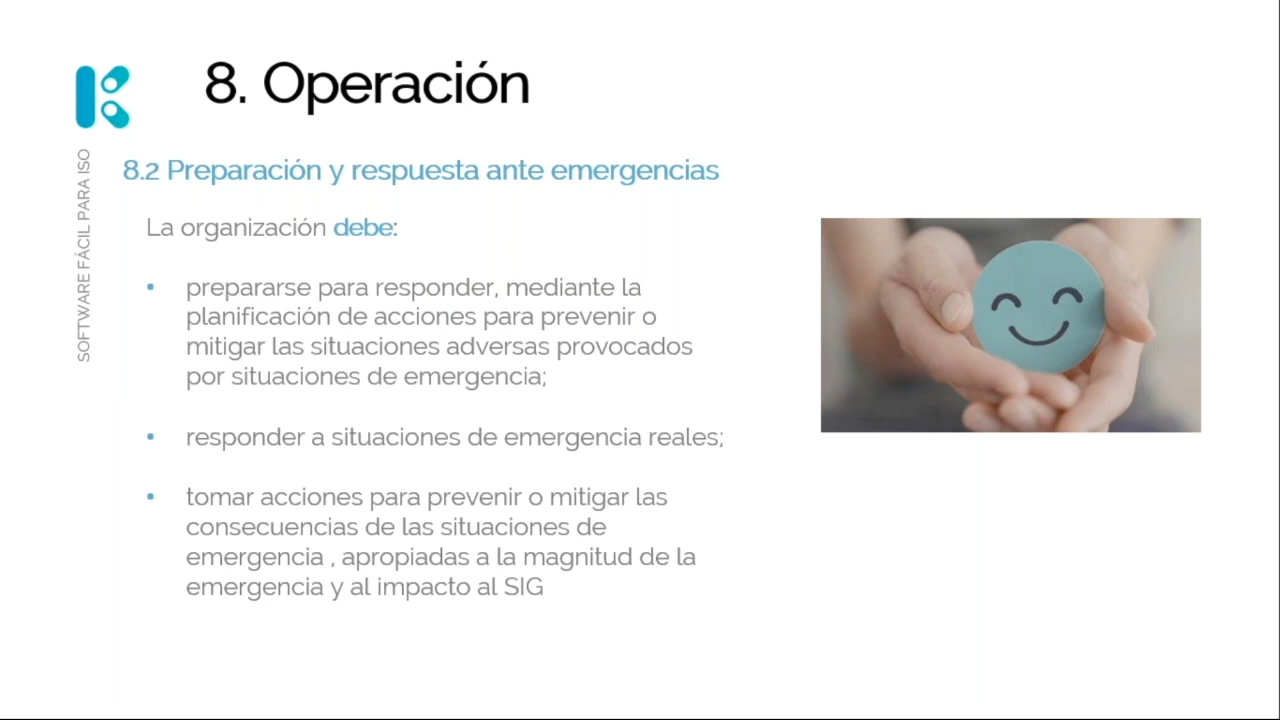 8. Operación
SOFTWARE FÁCIL PARA ISO
8.2 Preparación y respuesta ante emergencias
La organización debe:
• prepararse para responder, mediante la
planificación de acciones para prevenir o
mitigar las situaciones adversas provocados
por situaciones de emergencia;
• responder a situaciones de emergencia reales;
• tomar acciones para prevenir o mitigar las
consecuencias de las situaciones de
emergencia , apropiadas a la magnitud de la
emergencia y al impacto al SIG